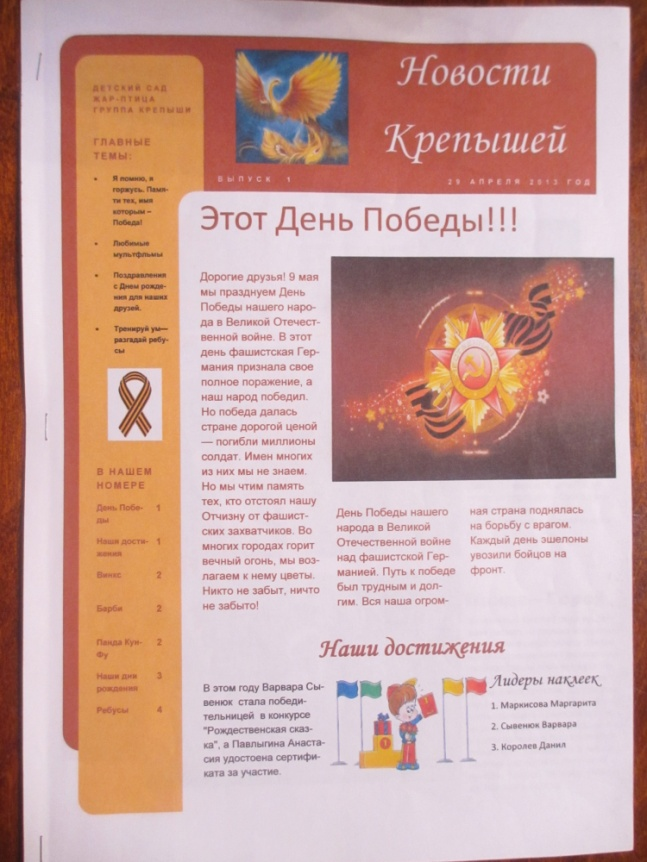 ДЕТСКИЙ САД
ЖАР-ПТИЦА
ГРУППА КРЕПЫШИ
Новости
Крепышей
ВЫПУСК 1
29 АПРЕЛЯ 2013 ГОД
ГЛАВНЫЕ
ТЕМЫ:
Я помню, я
горжусь. Памя-
ти тех, имя
которым –
Победа!
Любимые
мультфльмы
Поздравления
с Днем рожде-
ния для наших
друзей.
Тренируй ум—
разгадай ребу-
сы
В НАШЕМ
НОМЕРЕ
День Побе-
ды 1
Наши дости-
жения 1
Винкс 2
Барби 2
Панда Кун-
Фу 2
Наши дни
рождения 3
Ребусы 4
Этот День Победы!!!
Дорогие друзья! 9 мая
мы празднуем День
Победы нашего наро-
да в Великой Отечест-
венной войне. В этот
день фашистская Гер-
мания признала свое
полное поражение, а
наш народ победил.
Но победа далась
стране дорогой ценой
— погибли миллионы
солдат. Имен многих
из них мы не знаем.
Но мы чтим память
тех, кто отстоял нашу
Отчизну от фашист-
ских захватчиков. Во
многих городах горит
вечный огонь, мы воз-
лагаем к нему цветы.
Никто не забыт, ничто
не забыто!
День Победы нашего
народа в Великой
Отечественной войне
над фашистской Гер-
манией. Путь к победе
был трудным и дол-
гим. Вся наша огром-
ная страна поднялась
на борьбу с врагом.
Каждый день эшелоны
увозили бойцов на
фронт.
Наши достижения
В этом году Варвара Сы-
венюк стала победи-
тельницей в конкурсе
"Рождественская сказ-
ка", а Павлыгина Анаста-
сия удостоена сертифи-
ката за участие.
1
Лидеры наклеек
1. Маркисова Маргарита
2. Сывенюк Варвара
3. Королев Данил